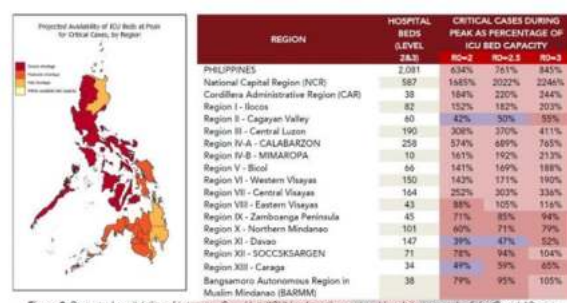 Projected Availability of ICU Beds at Peak
for Critical Cases, by Region
REGION
HOSPITAL BEDS (LEVEL 2&3)
CRITICAL CASES DURING PEAK AS PERCENTAGE OF ICU BED CAPACITY
R0=2 R0=2.5 R0=3
PHILIPPINES 2,081 634% 761% 845%
National Capital Region (NCR) 587 1685% 2022% 2246%
Cordillera Administrative Region (CAR) 38 184% 220% 244%
Region I - Ilocos 82 152% 182% 203%
Region II - Cagayan Valley 60 42% 50% 55%
Region III - Central Luzon 190 308% 370% 411%
Region IV-A - CALABARZON 258 574% 689% 765%
Region IV-B - MIMAROPA 10 161% 192% 213%
Region V - Bicol 66 141% 169% 188%
Region VI - Western Visayas 150 143% 171% 190%
Region VII - Central Visayas 164 252% 303% 336%
Region VIII - Eastern Visayas 43 88% 105% 116%
Region IX - Zamboanga Peninsula 45 71% 85% 94%
Region X - Northern Mindanao 101 60% 71% 79%
Region XI - Davao 147 39% 47% 52%
Region XII - SOCCSKSARGEN 71 78% 94% 104%
Region XIII - Caraga 34 49% 59% 65%
Bangsamoro Autonomous Region in
Muslim Mindanao (BARMM) 38 79% 95% 105%